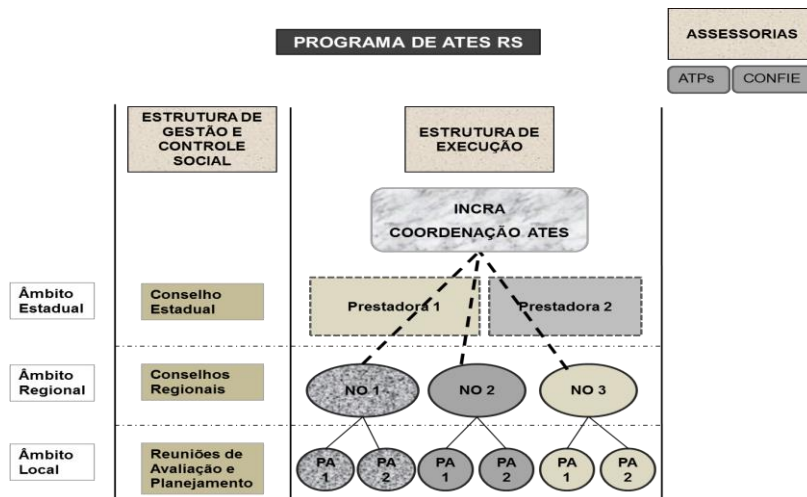 PROGRAMA DE ATES RS
ASSESSORIAS
ATPs
CONFIE
ESTRUTURA DE
GESTÃO E
CONTROLE
SOCIAL
ESTRUTURA DE
EXECUÇÃO
INCRA
COORDENAÇÃO ATES
Âmbito
Estadual
Conselho
Estadual
Prestadora 1
Prestadora 2
Âmbito
Regional
Conselhos
Regionais
NO 1
NO 2
NO 3
Âmbito
Local
Reuniões de
Avaliação e
Planejamento
PA
1
PA
2
PA
1
PA
2
PA
1
PA
2